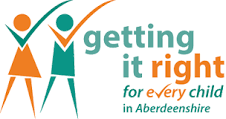 getting
it right
for every child
in Aberdeenshire